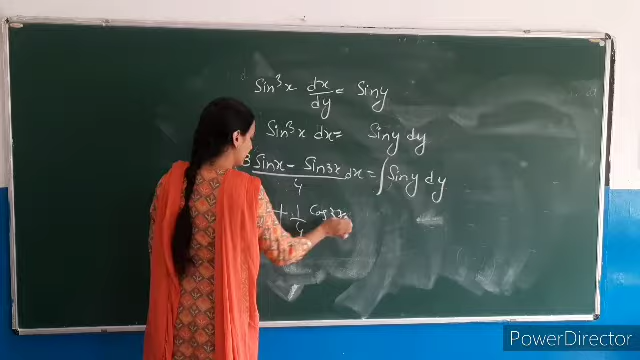 Sin³x dx/dy = Siny
Sin³x dx = Siny dy
3 Sinx - Sin3x / 4 dx = ∫ Siny dy
+ 1/4 Cos3x
PowerDirector